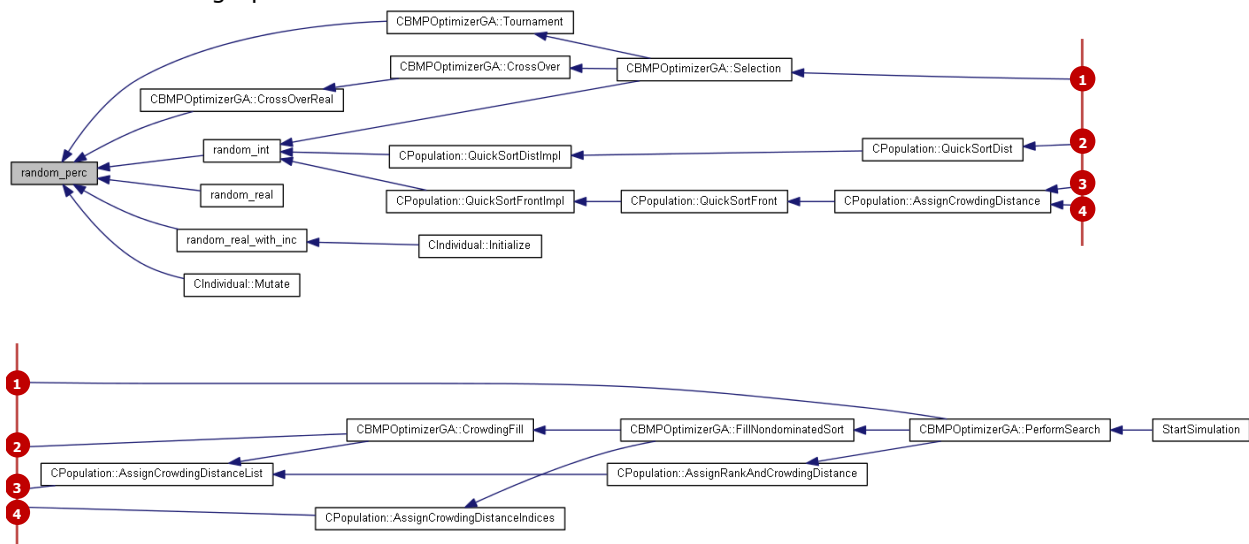 CBMPOptimizerGA::Tournament
CBMPOptimizerGA::CrossOver
CBMPOptimizerGA::Selection
1
CBMPOptimizerGA::CrossOverReal
random_int
CPopulation::QuickSortDistImpl
CPopulation::QuickSortDist
2
random_perc
random_real
CPopulation::QuickSortFrontImpl
CPopulation::QuickSortFront
CPopulation::AssignCrowdingDistance
3
4
random_real_with_inc
CIndividual::Initialize
CIndividual::Mutate
1
2
CBMPOptimizerGA::CrowdingFill
CBMPOptimizerGA::FillNondominatedSort
CBMPOptimizerGA::PerformSearch
StartSimulation
CPopulation::AssignCrowdingDistanceList
CPopulation::AssignRankAndCrowdingDistance
3
4
CPopulation::AssignCrowdingDistanceIndices